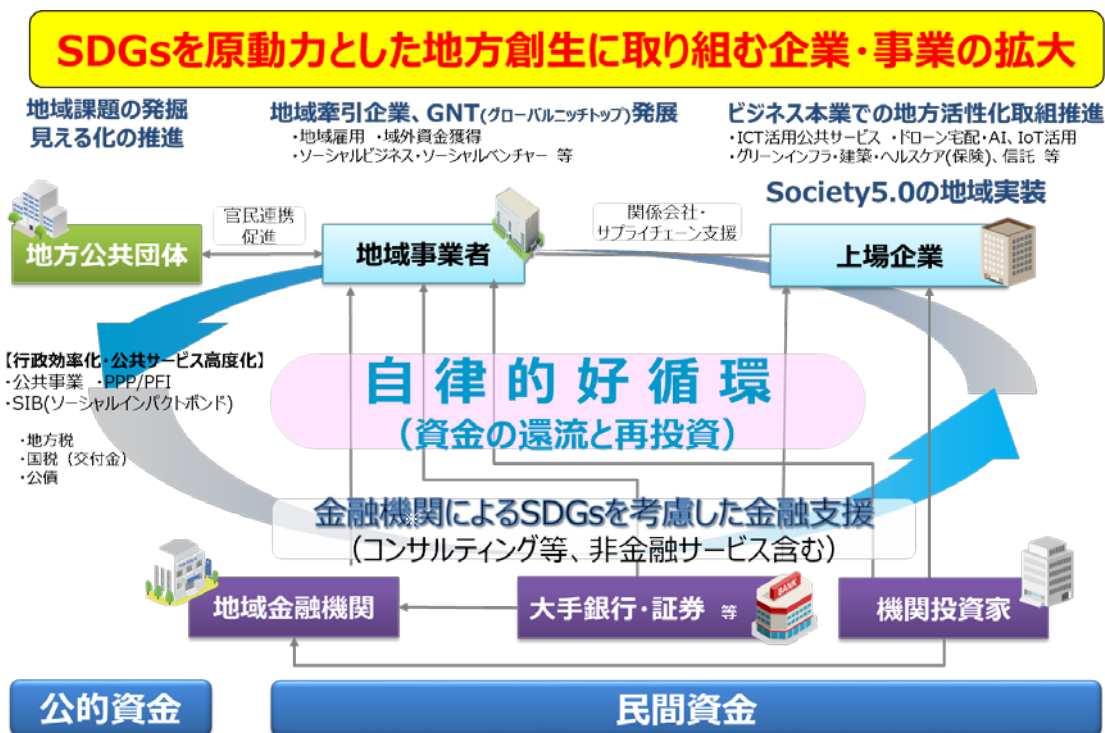 SDGsを原動力とした地方創生に取り組む企業・事業の拡大
地域課題の発掘
見える化の推進
地域牽引企業、GNT(グローバルニッチトップ)発展
・地域雇用 ・域外資金獲得
・ソーシャルビジネス・ソーシャルベンチャー 等
ビジネス本業での地方活性化取組推進
・ICT活用公共サービス ・ドローン宅配・AI, IoT活用
・グリーンインフラ・建築・ヘルスケア(保険)、信託 等
Society5.0の地域実装
官民連携
促進
関係会社・
サプライチェーン支援
地方公共団体
地域事業者
上場企業
【行政効率化・公共サービス高度化】
・公共事業 ・PPP/PFI
・SIB(ソーシャルインパクトボンド)
・地方税
・国税（交付金）
・公債
自律的好循環
（資金の還流と再投資）
金融機関によるSDGsを考慮した金融支援
（コンサルティング等、非金融サービス含む）
地域金融機関
大手銀行・証券 等
BANK
機関投資家
公的資金
民間資金